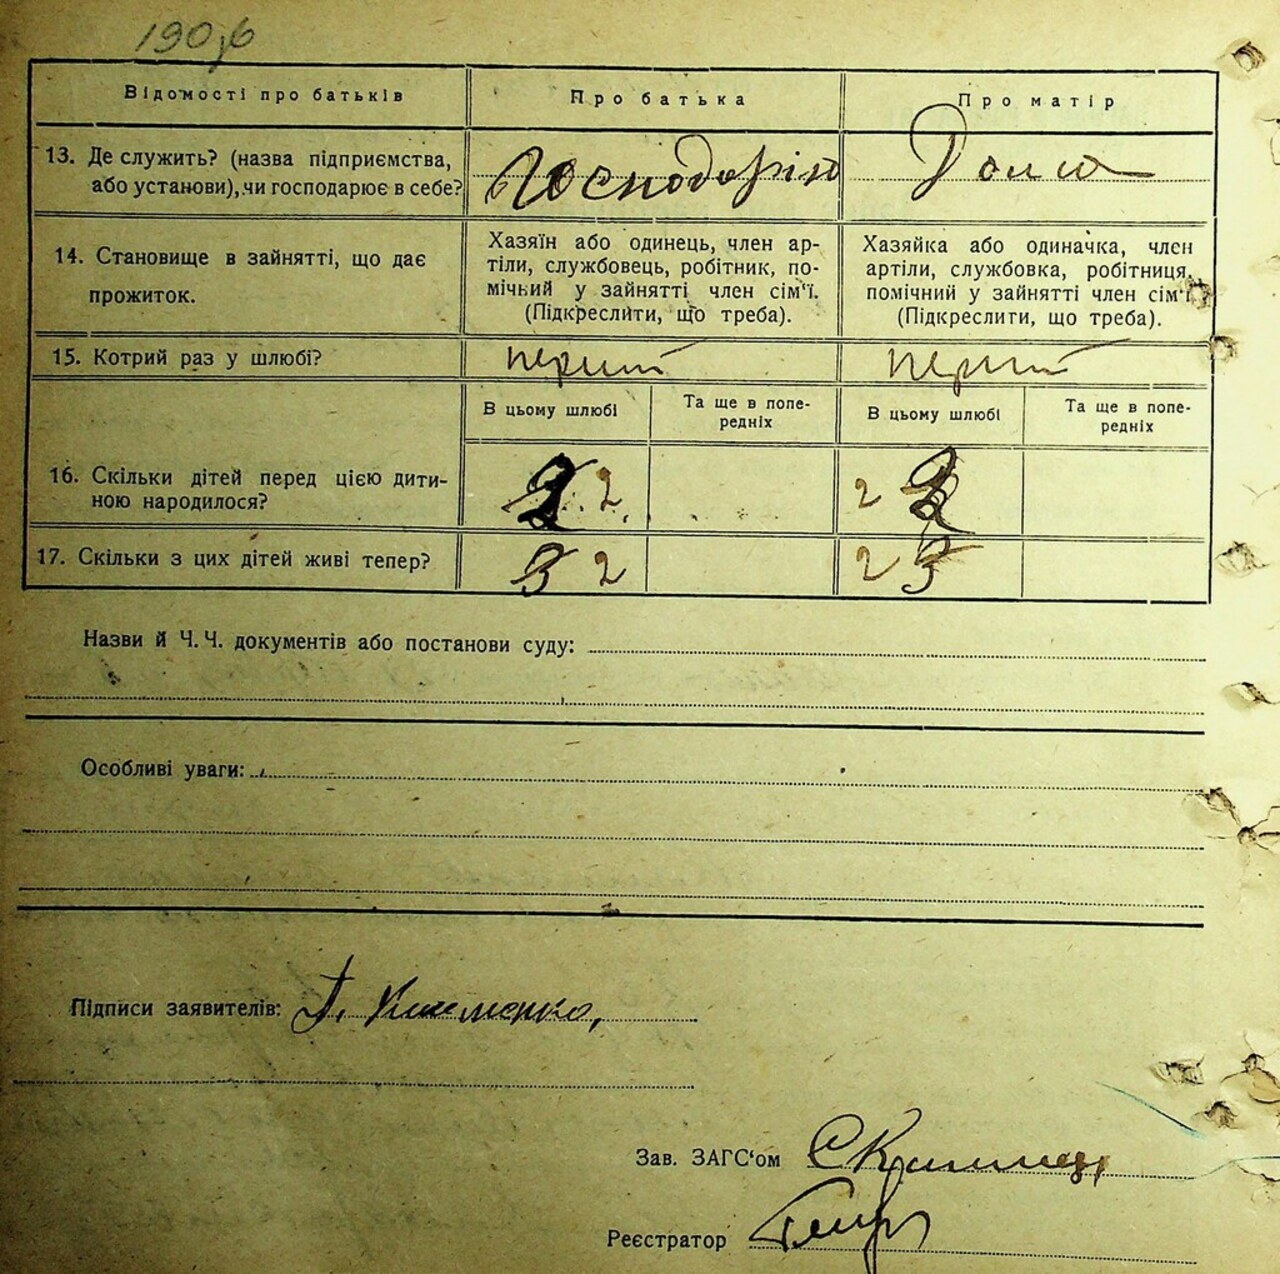 190
Відомості про батьків
Про батька
Про матір
13. Де служить? (назва підприємства,
або установи), чи господарює в себе?
Господарює
Дома
14. Становище в зайнятті, що дає
прожиток.
Хазяїн або одинець, член ар-
тіли, службовець, робітник, по-
мічний у зайнятті член сім'ї.
(Підкреслити, що треба).
Хазяйка або одиначка, член
артіли, службовка, робітниця,
помічний у зайнятті член сім'ї
(Підкреслити, що треба).
15. Котрий раз у шлюбі?
перший
перший
В цьому шлюбі
Та ще в попе-
редніх
В цьому шлюбі
Та ще в попе-
редніх
16. Скільки дітей перед цією дити-
ною народилося?
2
2
17. Скільки з цих дітей живі тепер?
3 2
2 3
Назви й Ч. Ч. документів або постанови суду:
Особливі уваги:
Підписи заявителів:
Клименко
Зав. ЗАГС'ом
Реєстратор